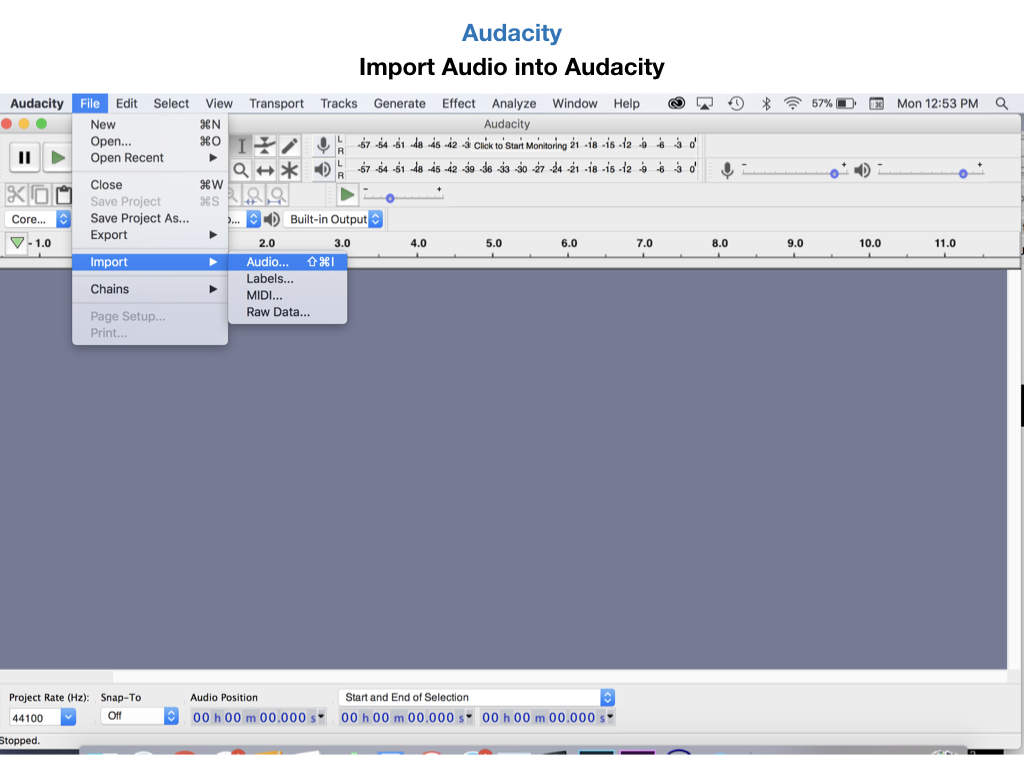 Audacity
Import Audio into Audacity
Audacity File Edit Select View Transport Tracks Generate Effect Analyze Window Help 57% Mon 12:53 PM
Audacity
New ⌘N
Open... ⌘O
Open Recent
Close ⌘W
Save Project ⌘S
Save Project As...
Export
Import
Chains
Page Setup...
Print...
Audio... ⇧⌘I
Labels...
MIDI...
Raw Data...
L
R
-57 -54 -51 -48 -45 -42 -3 Click to Start Monitoring 21 -18 -15 -12 -9 -6 -3 0
L
R
-57 -54 -51 -48 -45 -42 -39 -36 -33 -30 -27 -24 -21 -18 -15 -12 -9 -6 -3 0
- +
- +
- +
Core... ... Built-in Output
- 1.0 2.0 3.0 4.0 5.0 6.0 7.0 8.0 9.0 10.0 11.0
Project Rate (Hz): Snap-To Audio Position Start and End of Selection
44100 Off 00 h 00 m 00.000 s 00 h 00 m 00.000 s 00 h 00 m 00.000 s
Stopped.